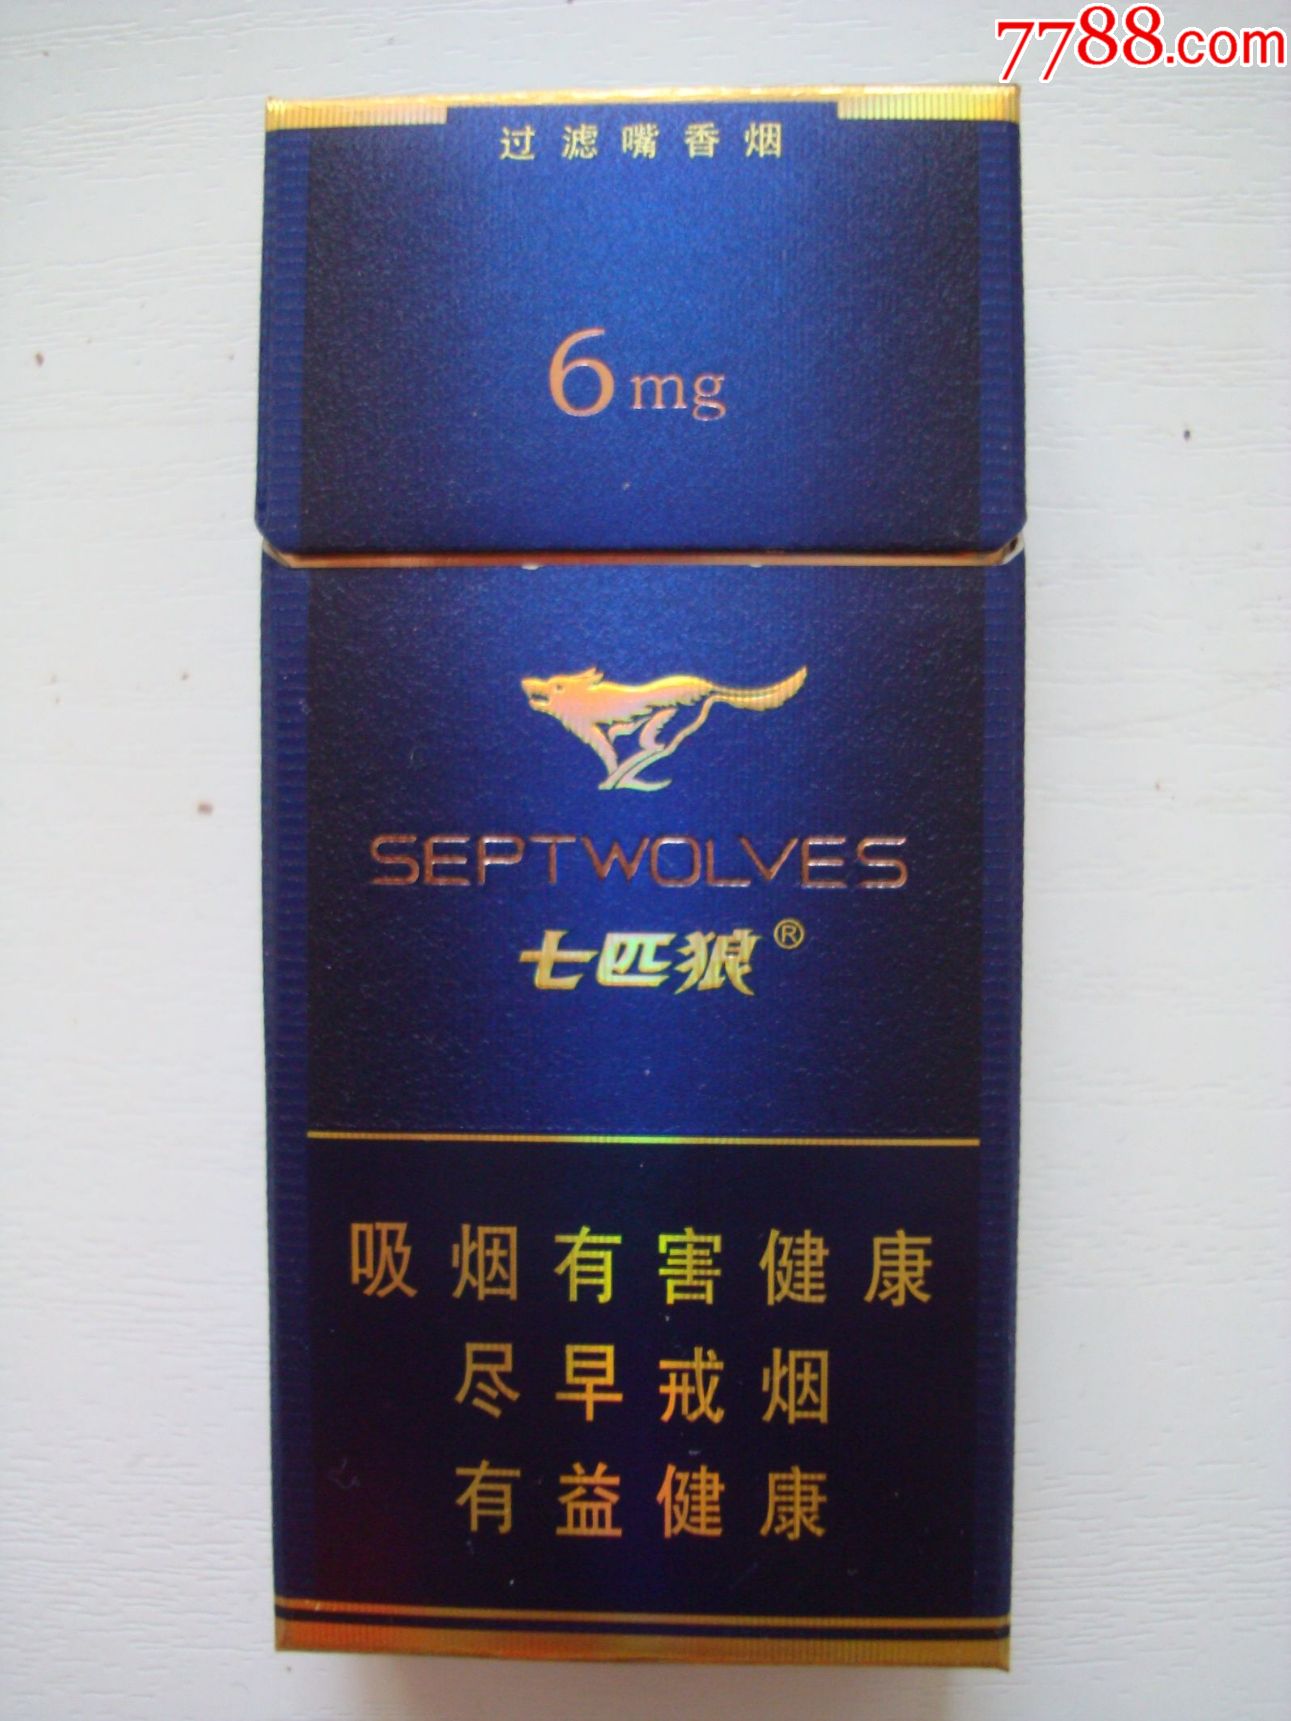 7788.com
过滤嘴香烟
6mg
SEPTWOLVES
七匹狼®
吸烟有害健康
尽早戒烟
有益健康